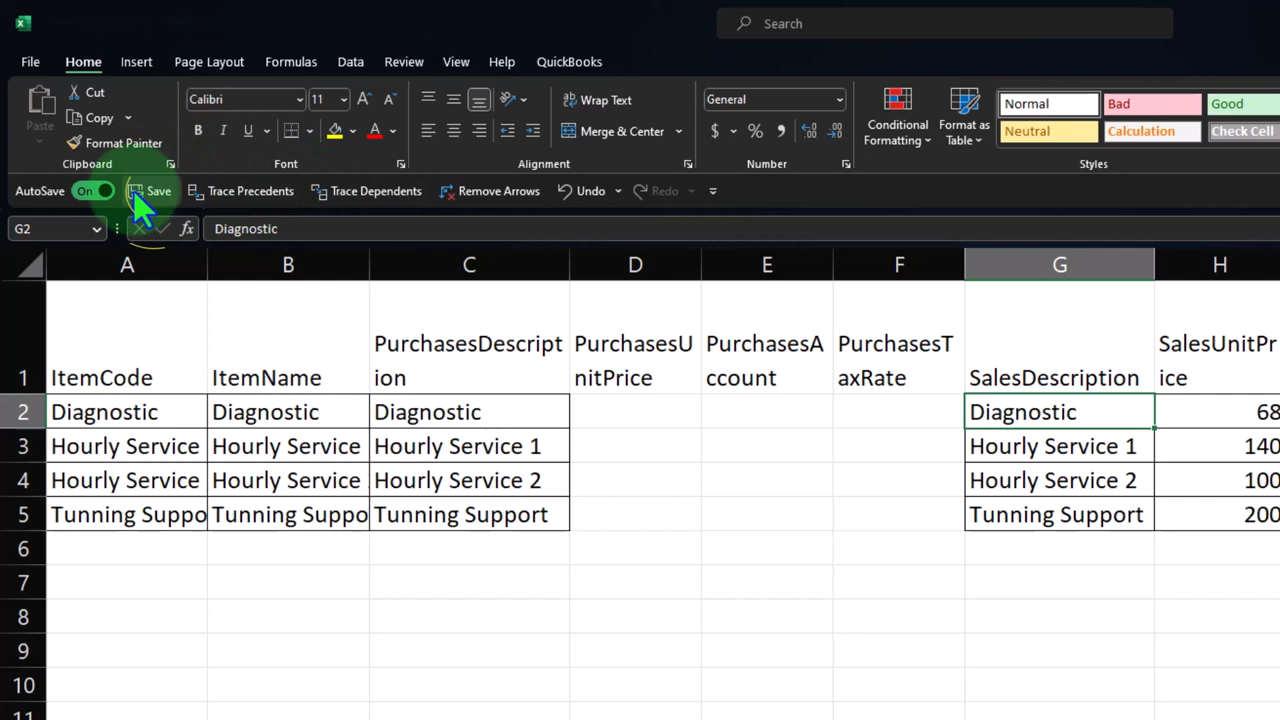 Search
File Home Insert Page Layout Formulas Data Review View Help QuickBooks
Paste Cut Calibri 11 A A Wrap Text General Conditional Formatting Format as Table Normal Bad Good
Copy B I U A Merge & Center $ % Neutral Calculation Check Cell
Format Painter
Clipboard Font Alignment Number Styles
AutoSave On Save Trace Precedents Trace Dependents Remove Arrows Undo Redo
G2 fx Diagnostic
A B C D E F G H
1 ItemCode ItemName PurchasesDescription PurchasesUnitPrice PurchasesAccount PurchasesTaxRate SalesDescription SalesUnitPrice
2 Diagnostic Diagnostic Diagnostic Diagnostic 68
3 Hourly Service Hourly Service Hourly Service 1 Hourly Service 1 140
4 Hourly Service Hourly Service Hourly Service 2 Hourly Service 2 100
5 Tunning Suppo Tunning Suppo Tunning Support Tunning Support 200
6
7
8
9
10
11